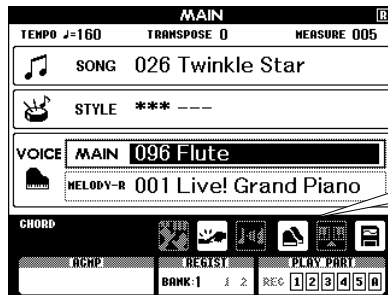 MAIN R
TEMPO ♩=160 TRANSPOSE 0 MEASURE 005
SONG 026 Twinkle Star
STYLE *** ---
VOICE MAIN 096 Flute
MELODY-R 001 Live! Grand Piano
CHORD
ACMP REGIST PLAY PART
BANK:1 1 2 REC 1 2 3 4 5 A